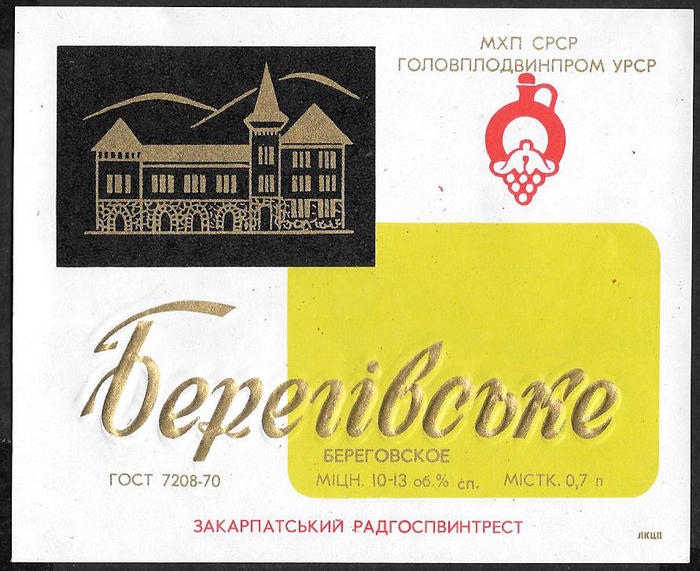 МХП СРСР
ГОЛОВПЛОДВИНПРОМ УРСР
Берегівське
БЕРЕГОВСКОЕ
ГОСТ 7208-70 МІЦН. 10-13 об.% сп. МІСТК. 0,7 л
ЗАКАРПАТСЬКИЙ РАДГОСПВИНТРЕСТ
ЛКЦП